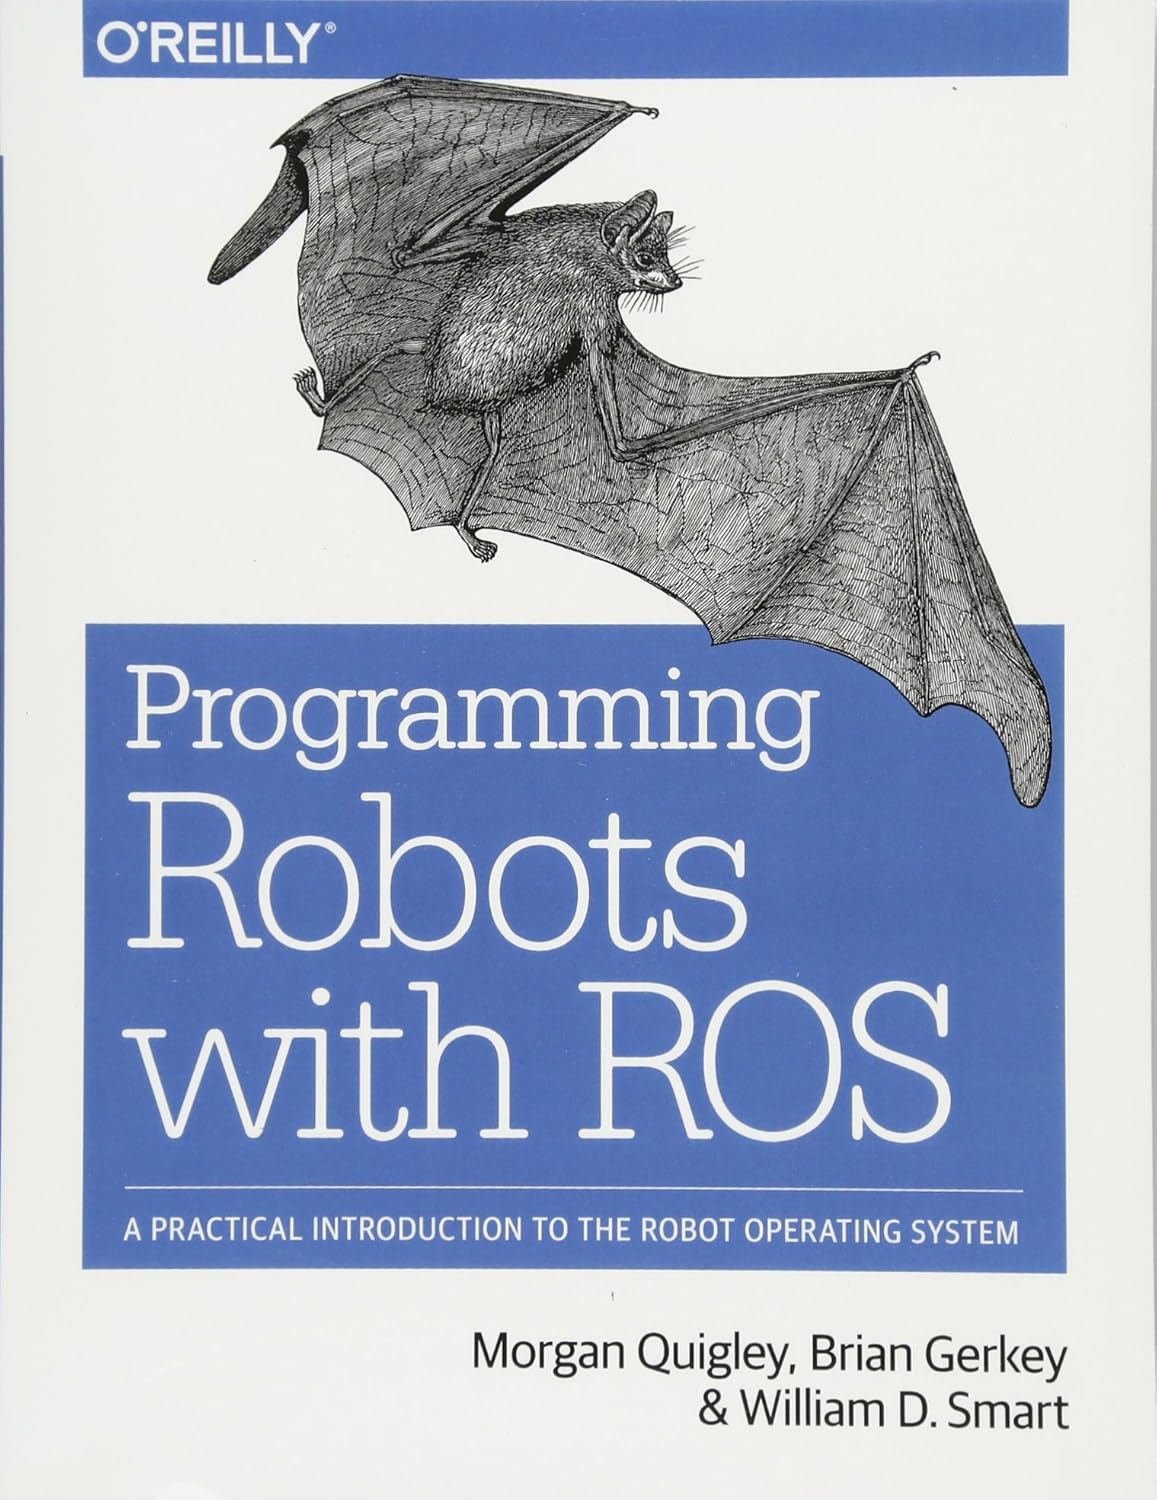 O'REILLY®
Programming
Robots
with ROS
A PRACTICAL INTRODUCTION TO THE ROBOT OPERATING SYSTEM
Morgan Quigley, Brian Gerkey
& William D. Smart